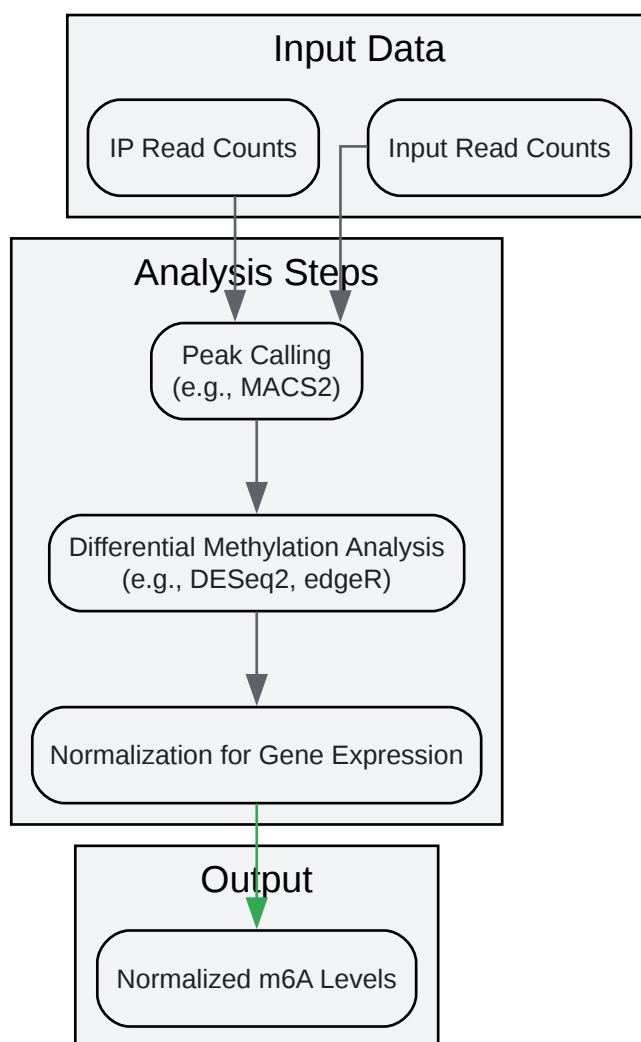 Input Data
IP Read Counts
Input Read Counts
Analysis Steps
Peak Calling
(e.g., MACS2)
Differential Methylation Analysis
(e.g., DESeq2, edgeR)
Normalization for Gene Expression
Output
Normalized m6A Levels